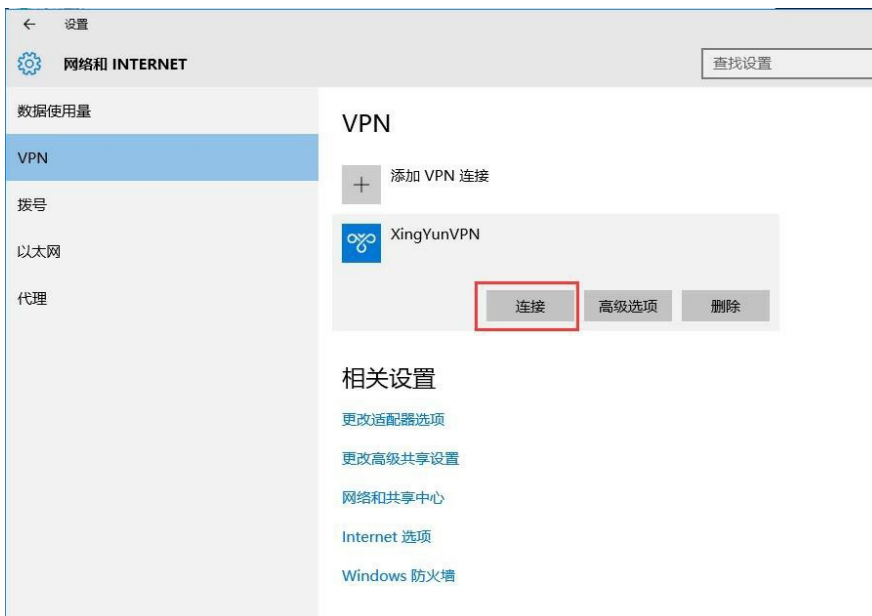 设置
网络和 INTERNET
查找设置
数据使用量
VPN
拨号
以太网
代理
VPN
添加 VPN 连接
XingYunVPN
连接 高级选项 删除
相关设置
更改适配器选项
更改高级共享设置
网络和共享中心
Internet 选项
Windows 防火墙